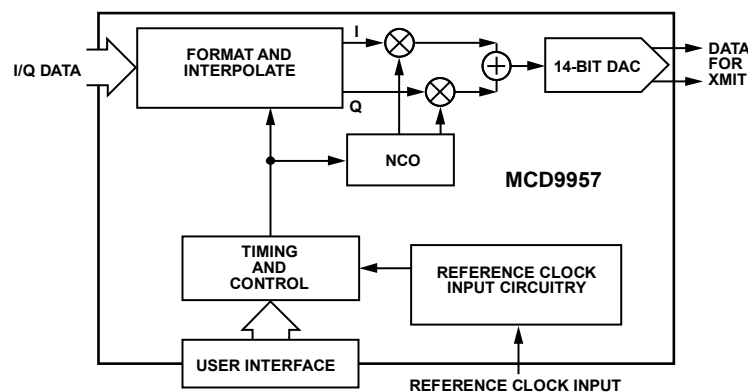 I/Q DATA
FORMAT AND
INTERPOLATE
I
Q
14-BIT DAC
DATA
FOR
XMIT
NCO
MCD9957
TIMING
AND
CONTROL
REFERENCE CLOCK
INPUT CIRCUITRY
USER INTERFACE
REFERENCE CLOCK INPUT